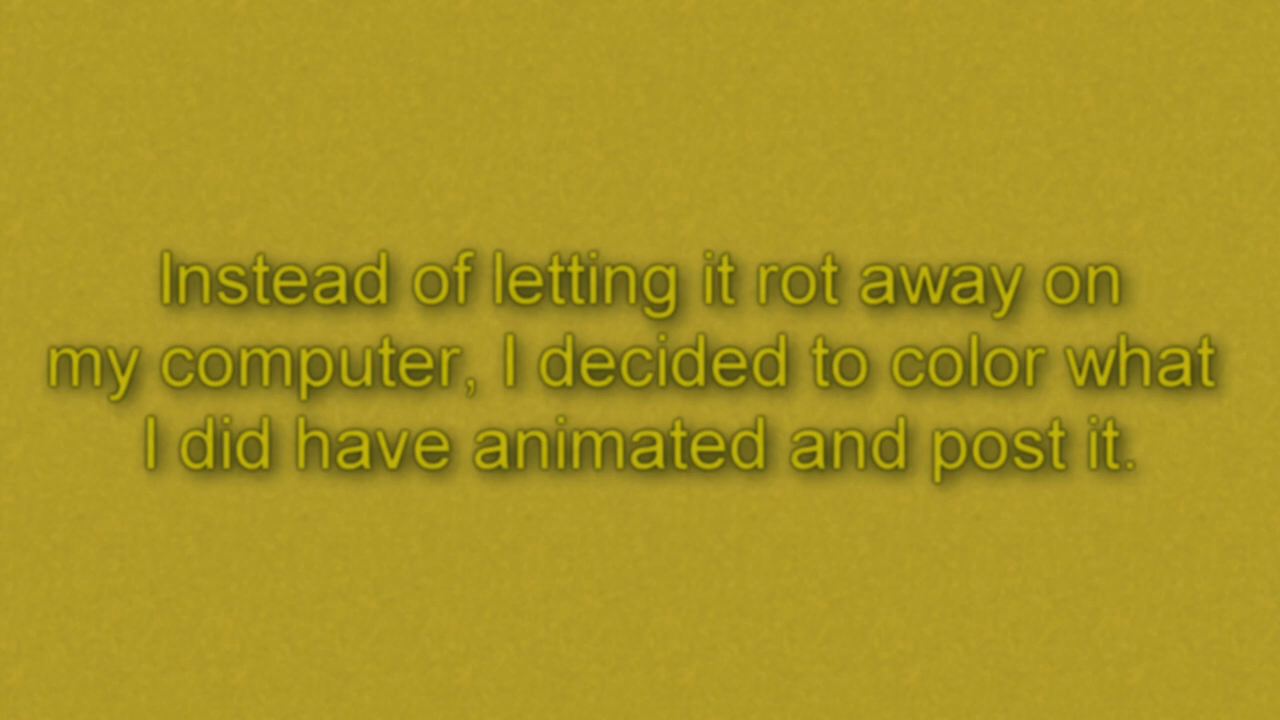 Instead of letting it rot away on
my computer, I decided to color what
I did have animated and post it.